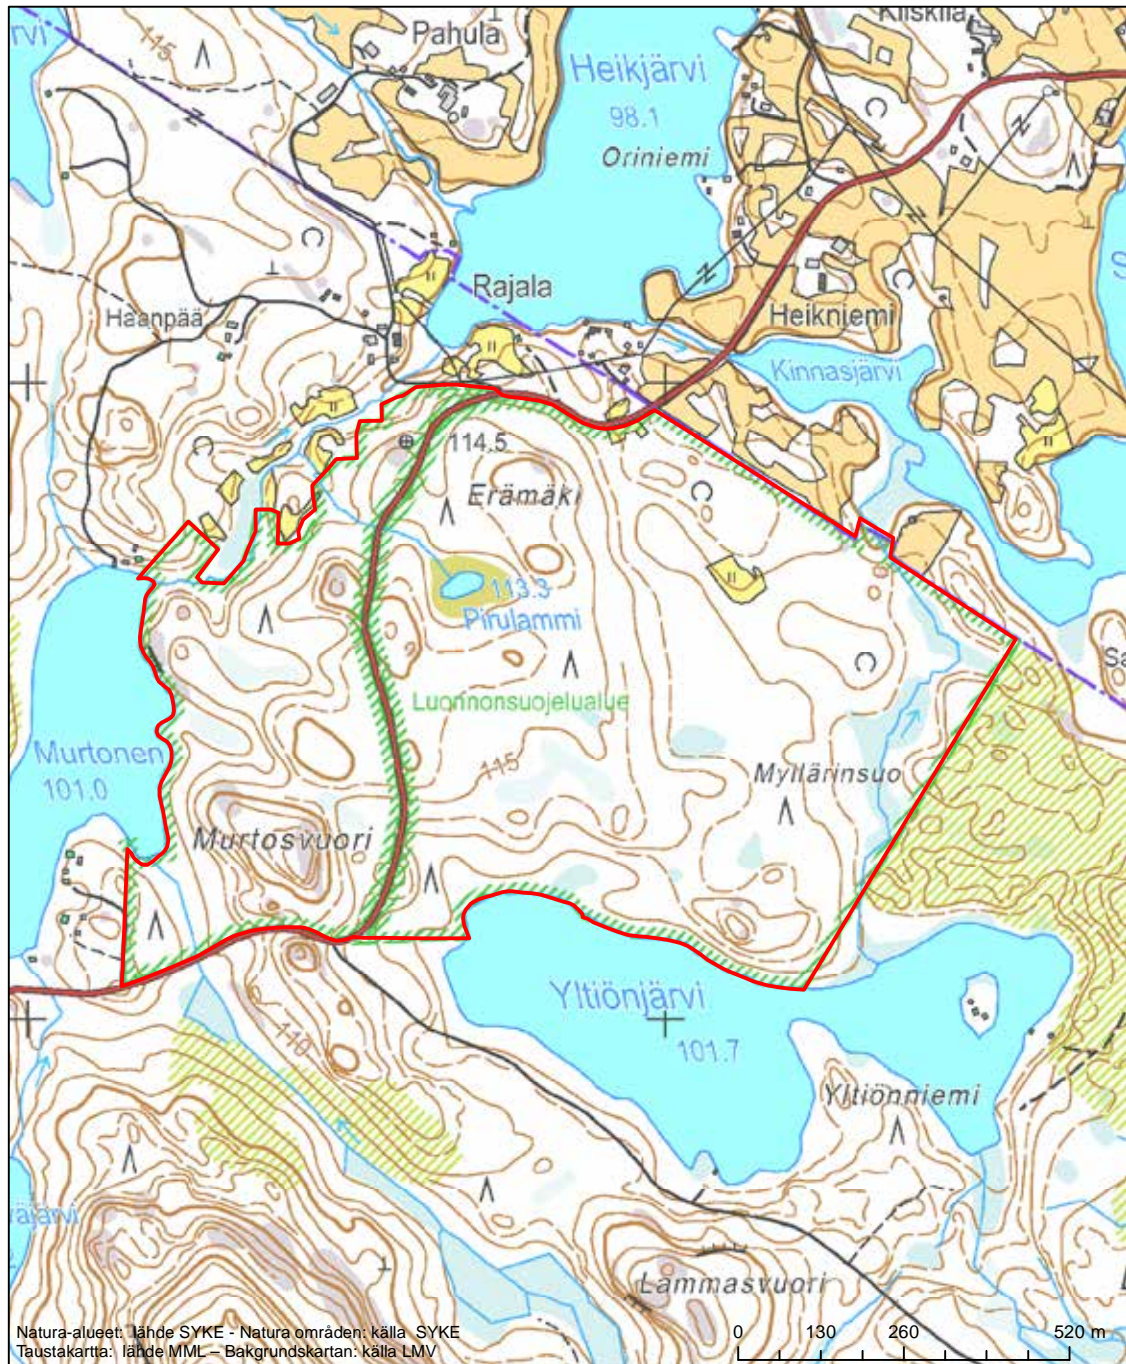 115
Pahula
Kiiskilä
Heikjärvi
98.1
Oriniemi
Rajala
Haanpää
Heikniemi
Kinnasjärvi
114.5
Erämäki
113.3
Pirulammi
Luonnonsuojelualue
Murtonen
101.0
115
Myllärinsuo
Murtosvuori
Yltiönjärvi
101.7
110
Yltiönniemi
Lammasvuori
Natura-alueet: lähde SYKE - Natura områden: källa SYKE
Taustakartta: lähde MML – Bakgrundskartan: källa LMV
0 130 260 520 m